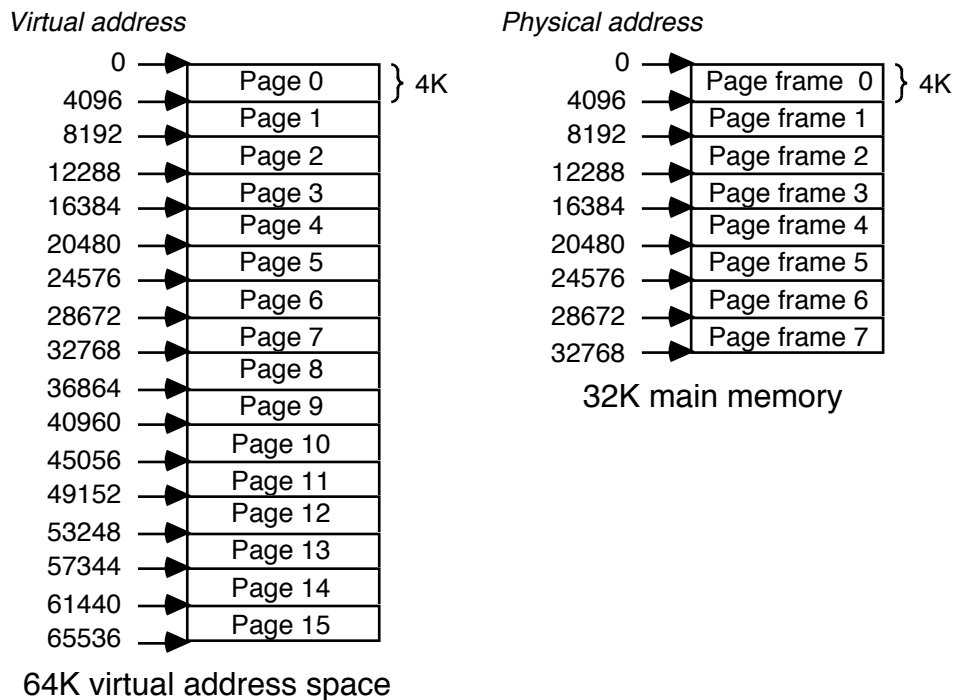 Virtual address
0
Page 0
} 4K
4096
Page 1
8192
Page 2
12288
Page 3
16384
Page 4
20480
Page 5
24576
Page 6
28672
Page 7
32768
Page 8
36864
Page 9
40960
Page 10
45056
Page 11
49152
Page 12
53248
Page 13
57344
Page 14
61440
Page 15
65536
64K virtual address space
Physical address
0
Page frame 0
} 4K
4096
Page frame 1
8192
Page frame 2
12288
Page frame 3
16384
Page frame 4
20480
Page frame 5
24576
Page frame 6
28672
Page frame 7
32768
32K main memory